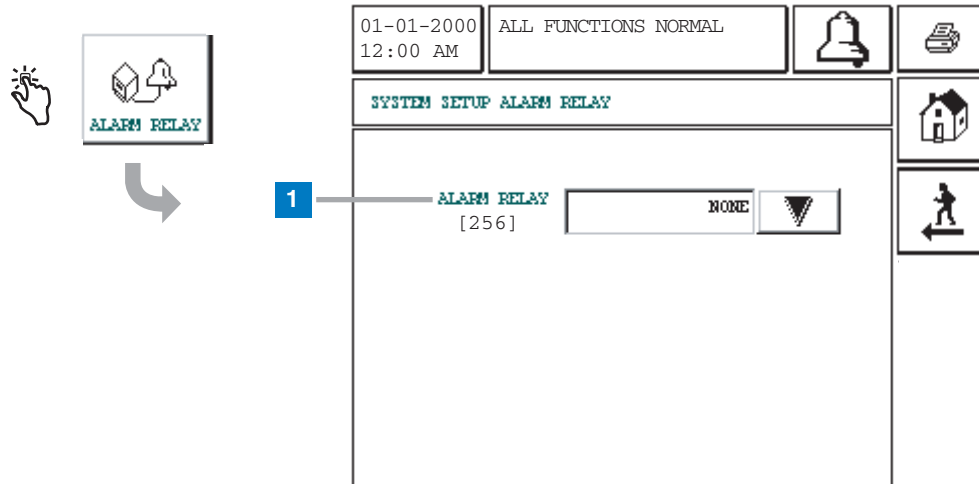 01-01-2000
12:00 AM
ALL FUNCTIONS NORMAL
ALARM RELAY
SYSTEM SETUP ALARM RELAY
1
ALARM RELAY
[256]
NONE